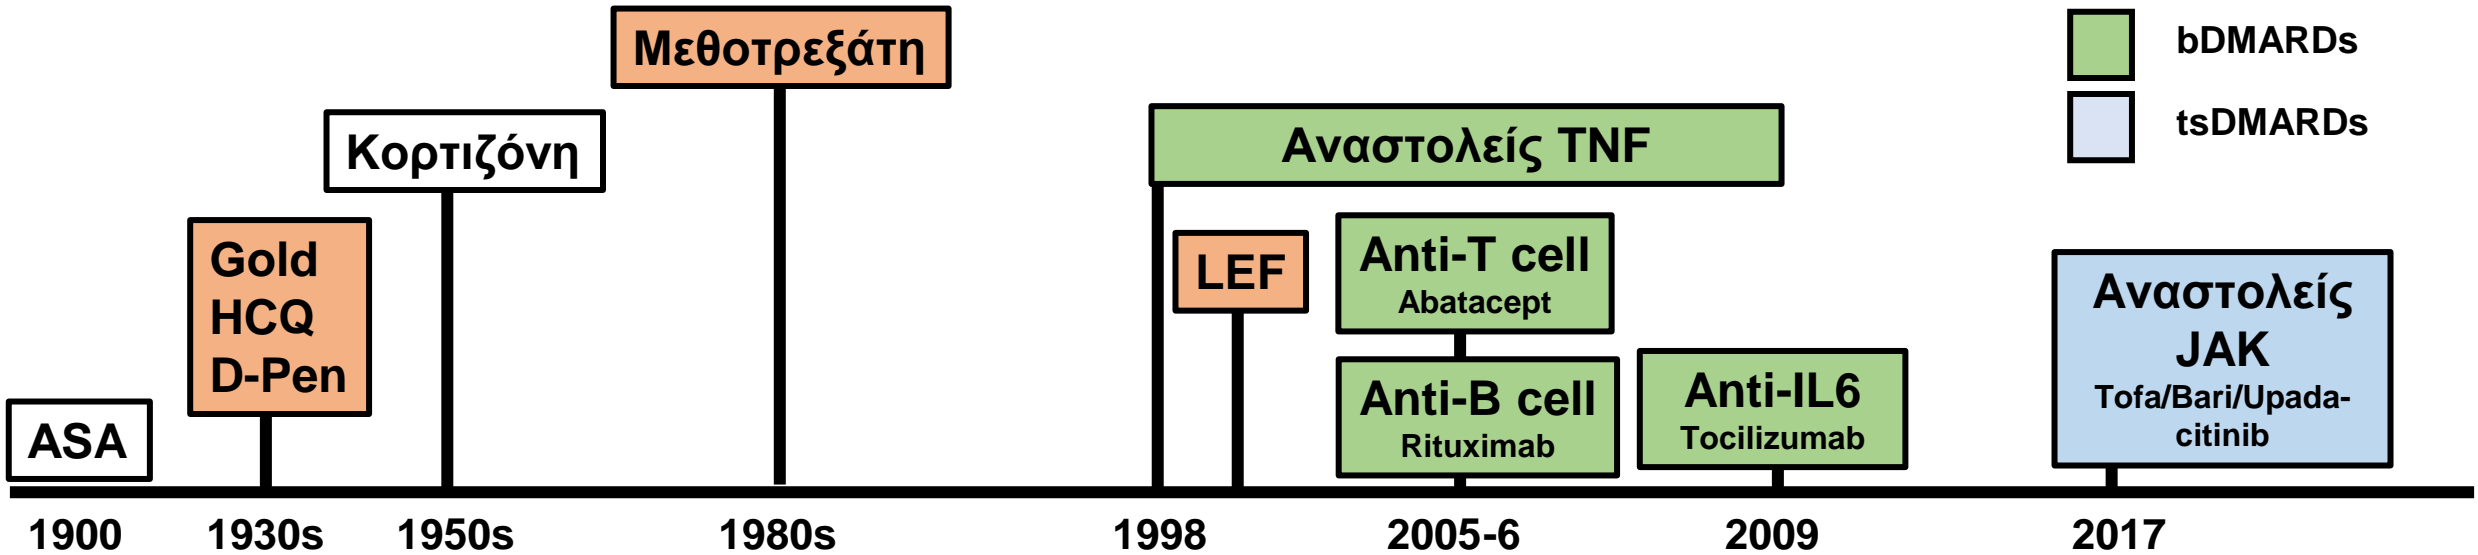 Μεθοτρεξάτη
bDMARDs
tsDMARDs
Κορτιζόνη
Αναστολείς TNF
Gold
HCQ
D-Pen
LEF
Anti-T cell
Abatacept
Αναστολείς
JAK
Tofa/Bari/Upada-
citinib
ASA
Anti-B cell
Rituximab
Anti-IL6
Tocilizumab
1900
1930s
1950s
1980s
1998
2005-6
2009
2017